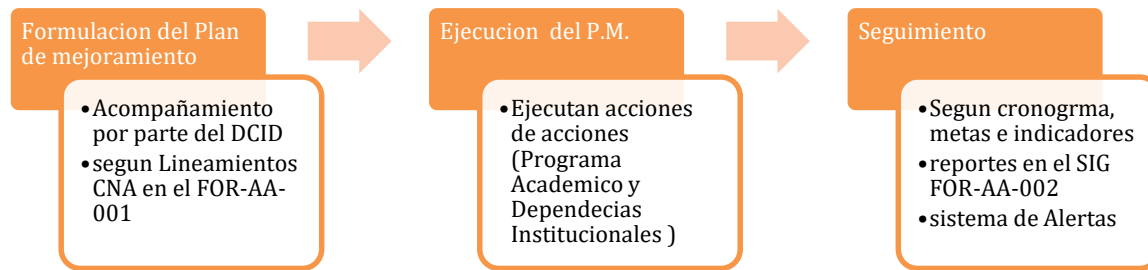 Formulacion del Plan
de mejoramiento
•Acompañamiento
por parte del DCID
•segun Lineamientos
CNA en el FOR-AA-
001
Ejecucion del P.M.
•Ejecutan acciones
de acciones
(Programa
Academico y
Dependecias
Institucionales )
Seguimiento
•Segun cronogrma,
metas e indicadores
•reportes en el SIG
FOR-AA-002
•sistema de Alertas